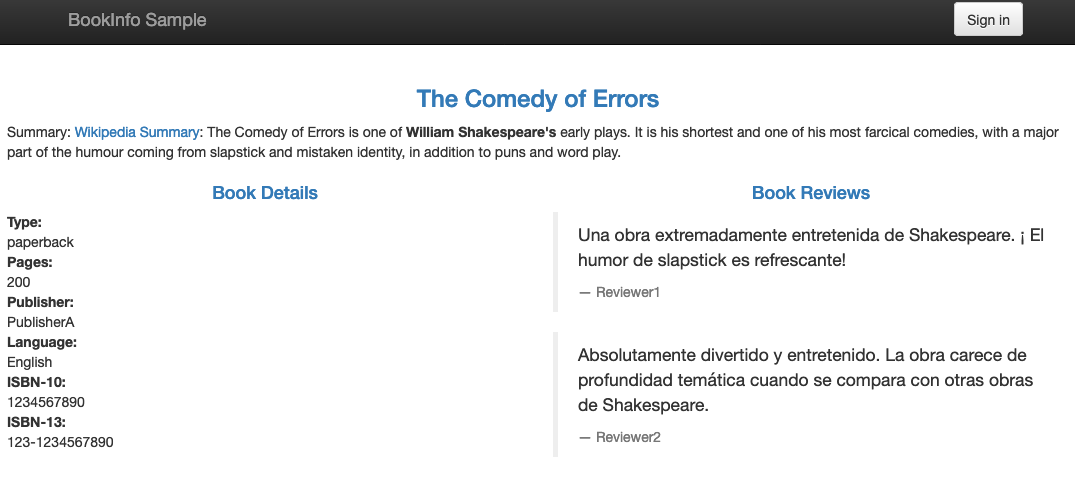 BookInfo Sample
Sign in
The Comedy of Errors
Summary: Wikipedia Summary: The Comedy of Errors is one of William Shakespeare's early plays. It is his shortest and one of his most farcical comedies, with a major
part of the humour coming from slapstick and mistaken identity, in addition to puns and word play.
Book Details
Type:
paperback
Pages:
200
Publisher:
PublisherA
Language:
English
ISBN-10:
1234567890
ISBN-13:
123-1234567890
Book Reviews
Una obra extremadamente entretenida de Shakespeare. ¡ El
humor de slapstick es refrescante!
— Reviewer1
Absolutamente divertido y entretenido. La obra carece de
profundidad temática cuando se compara con otras obras
de Shakespeare.
— Reviewer2